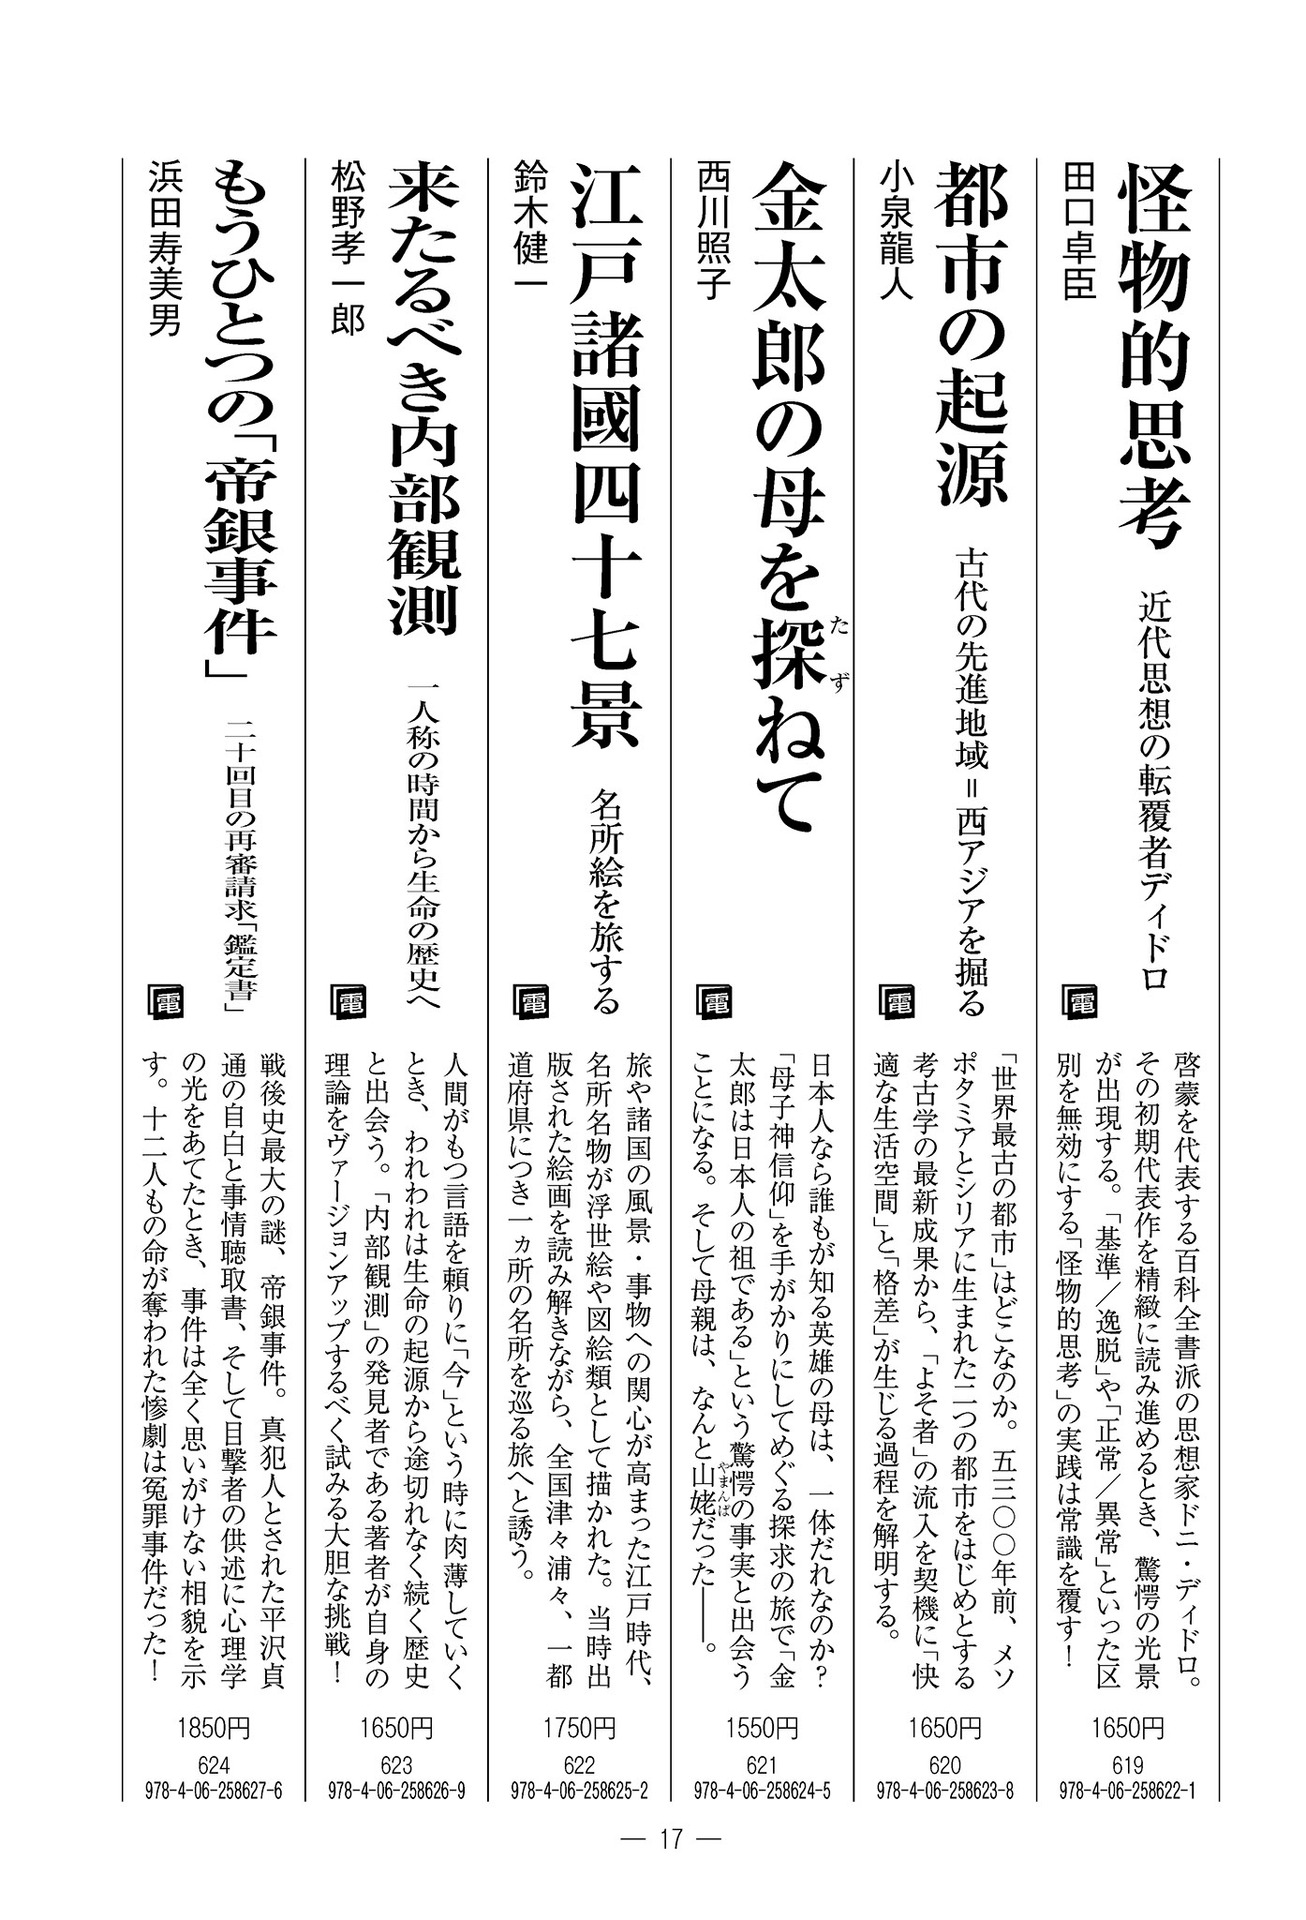 怪物的思考
近代思想の転覆者ディドロ
田口卓臣
電
啓蒙を代表する百科全書派の思想家ドニ・ディドロ。
その初期代表作を精緻に読み進めるとき、驚愕の光景
が出現する。「基準／逸脱」や「正常／異常」といった区
別を無効にする「怪物的思考」の実践は常識を覆す！
1650円
619
978-4-06-258622-1
都市の起源
古代の先進地域＝西アジアを掘る
小泉龍人
電
「世界最古の都市」はどこなのか。五三〇〇年前、メソ
ポタミアとシリアに生まれた二つの都市をはじめとする
考古学の最新成果から、「よそ者」の流入を契機に「快
適な生活空間」と「格差」が生じる過程を解明する。
1650円
620
978-4-06-258623-8
金太郎の母を探ねて
たず
西川照子
電
日本人なら誰もが知る英雄の母は、一体だれなのか？
「母子神信仰」を手がかりにしてめぐる探求の旅で「金
太郎は日本人の祖である」という驚愕の事実と出会う
ことになる。そして母親は、なんと山姥だった――。
やまんば
1550円
621
978-4-06-258624-5
江戸諸國四十七景
名所絵を旅する
鈴木健一
電
旅や諸国の風景・事物への関心が高まった江戸時代、
名所名物が浮世絵や図絵類として描かれた。当時出
版された絵画を読み解きながら、全国津々浦々、一都
道府県につき一ヵ所の名所を巡る旅へと誘う。
1750円
622
978-4-06-258625-2
来たるべき内部観測
一人称の時間から生命の歴史へ
松野孝一郎
電
人間がもつ言語を頼りに「今」という時に肉薄していく
とき、われわれは生命の起源から途切れなく続く歴史
と出会う。「内部観測」の発見者である著者が自身の
理論をヴァージョンアップするべく試みる大胆な挑戦！
1650円
623
978-4-06-258626-9
もうひとつの「帝銀事件」
二十回目の再審請求「鑑定書」
浜田寿美男
電
戦後史最大の謎、帝銀事件。真犯人とされた平沢貞
通の自白と事情聴取書、そして目撃者の供述に心理学
の光をあてたとき、事件は全く思いがけない相貌を示
す。十二人もの命が奪われた惨劇は冤罪事件だった！
1850円
624
978-4-06-258627-6
— 17 —